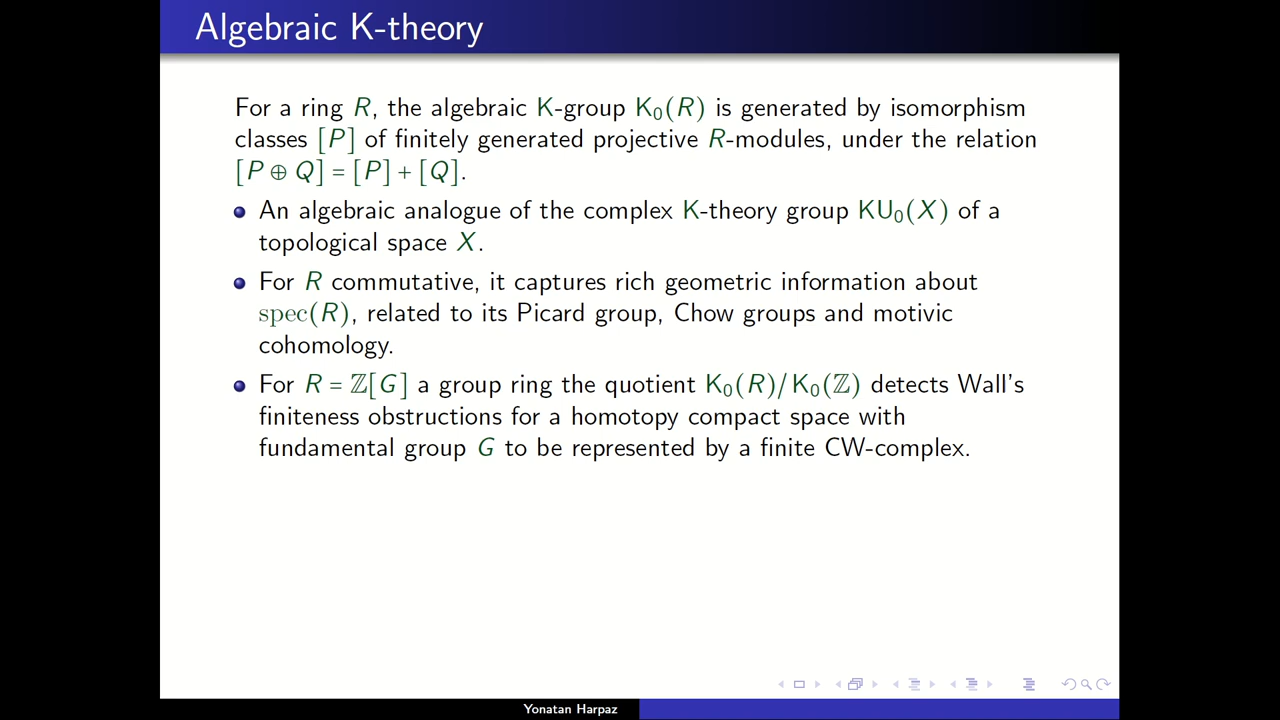 Algebraic K-theory
For a ring R, the algebraic K-group K₀(R) is generated by isomorphism
classes [P] of finitely generated projective R-modules, under the relation
[P ⊕ Q] = [P] + [Q].
An algebraic analogue of the complex K-theory group KU₀(X) of a
topological space X.
For R commutative, it captures rich geometric information about
spec(R), related to its Picard group, Chow groups and motivic
cohomology.
For R = ℤ[G] a group ring the quotient K₀(R)/K₀(ℤ) detects Wall's
finiteness obstructions for a homotopy compact space with
fundamental group G to be represented by a finite CW-complex.
Yonatan Harpaz